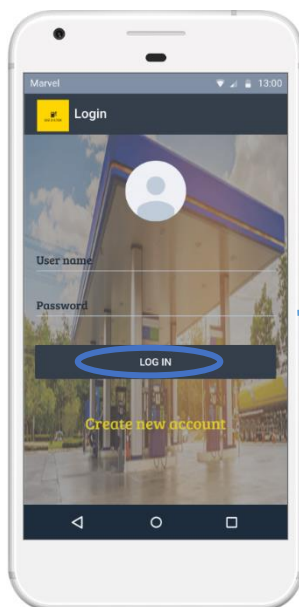 Marvel 13:00
Login
User name
Password
LOG IN
Create new account